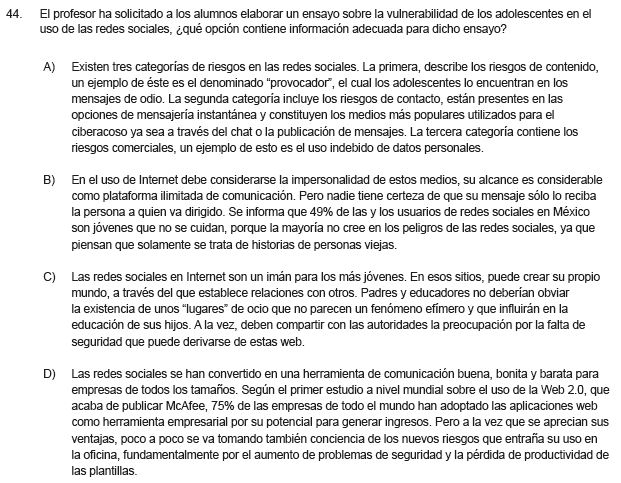 44. El profesor ha solicitado a los alumnos elaborar un ensayo sobre la vulnerabilidad de los adolescentes en el
uso de las redes sociales, ¿qué opción contiene información adecuada para dicho ensayo?
A) Existen tres categorías de riesgos en las redes sociales. La primera, describe los riesgos de contenido,
un ejemplo de éste es el denominado “provocador”, el cual los adolescentes lo encuentran en los
mensajes de odio. La segunda categoría incluye los riesgos de contacto, están presentes en las
opciones de mensajería instantánea y constituyen los medios más populares utilizados para el
ciberacoso ya sea a través del chat o la publicación de mensajes. La tercera categoría contiene los
riesgos comerciales, un ejemplo de esto es el uso indebido de datos personales.
B) En el uso de Internet debe considerarse la impersonalidad de estos medios, su alcance es considerable
como plataforma ilimitada de comunicación. Pero nadie tiene certeza de que su mensaje sólo lo reciba
la persona a quien va dirigido. Se informa que 49% de las y los usuarios de redes sociales en México
son jóvenes que no se cuidan, porque la mayoría no cree en los peligros de las redes sociales, ya que
piensan que solamente se trata de historias de personas viejas.
C) Las redes sociales en Internet son un imán para los más jóvenes. En esos sitios, puede crear su propio
mundo, a través del que establece relaciones con otros. Padres y educadores no deberían obviar
la existencia de unos “lugares” de ocio que no parecen un fenómeno efímero y que influirán en la
educación de sus hijos. A la vez, deben compartir con las autoridades la preocupación por la falta de
seguridad que puede derivarse de estas web.
D) Las redes sociales se han convertido en una herramienta de comunicación buena, bonita y barata para
empresas de todos los tamaños. Según el primer estudio a nivel mundial sobre el uso de la Web 2.0, que
acaba de publicar McAfee, 75% de las empresas de todo el mundo han adoptado las aplicaciones web
como herramienta empresarial por su potencial para generar ingresos. Pero a la vez que se aprecian sus
ventajas, poco a poco se va tomando también conciencia de los nuevos riesgos que entraña su uso en
la oficina, fundamentalmente por el aumento de problemas de seguridad y la pérdida de productividad de
las plantillas.